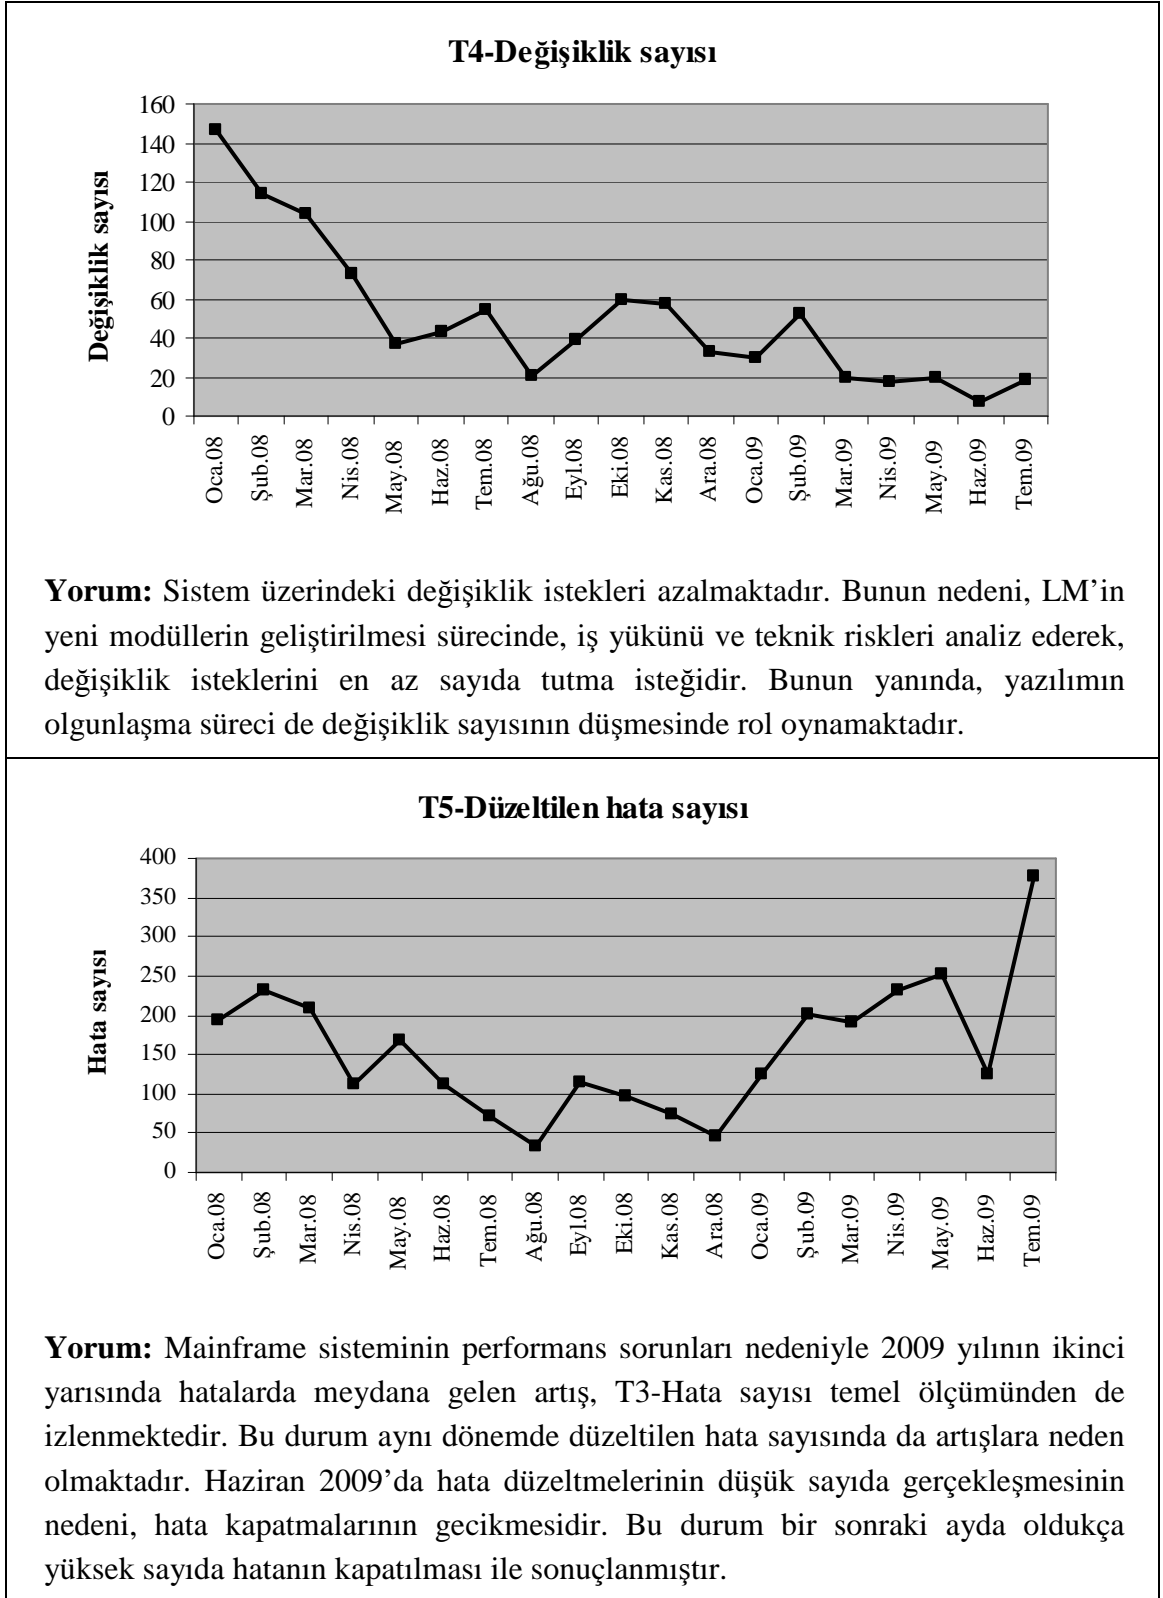 T4-Değişiklik sayısı
Değişiklik sayısı
160
140
120
100
80
60
40
20
0
Oca.08
Şub.08
Mar.08
Nis.08
May.08
Haz.08
Tem.08
Ağu.08
Eyl.08
Eki.08
Kas.08
Ara.08
Oca.09
Şub.09
Mar.09
Nis.09
May.09
Haz.09
Tem.09
Yorum: Sistem üzerindeki değişiklik istekleri azalmaktadır. Bunun nedeni, LM’in
yeni modüllerin geliştirilmesi sürecinde, iş yükünü ve teknik riskleri analiz ederek,
değişiklik isteklerini en az sayıda tutma isteğidir. Bunun yanında, yazılımın
olgunlaşma süreci de değişiklik sayısının düşmesinde rol oynamaktadır.
T5-Düzeltilen hata sayısı
Hata sayısı
400
350
300
250
200
150
100
50
0
Oca.08
Şub.08
Mar.08
Nis.08
May.08
Haz.08
Tem.08
Ağu.08
Eyl.08
Eki.08
Kas.08
Ara.08
Oca.09
Şub.09
Mar.09
Nis.09
May.09
Haz.09
Tem.09
Yorum: Mainframe sisteminin performans sorunları nedeniyle 2009 yılının ikinci
yarısında hatalarda meydana gelen artış, T3-Hata sayısı temel ölçümünden de
izlenmektedir. Bu durum aynı dönemde düzeltilen hata sayısında da artışlara neden
olmaktadır. Haziran 2009’da hata düzeltmelerinin düşük sayıda gerçekleşmesinin
nedeni, hata kapatmalarının gecikmesidir. Bu durum bir sonraki ayda oldukça
yüksek sayıda hatanın kapatılması ile sonuçlanmıştır.